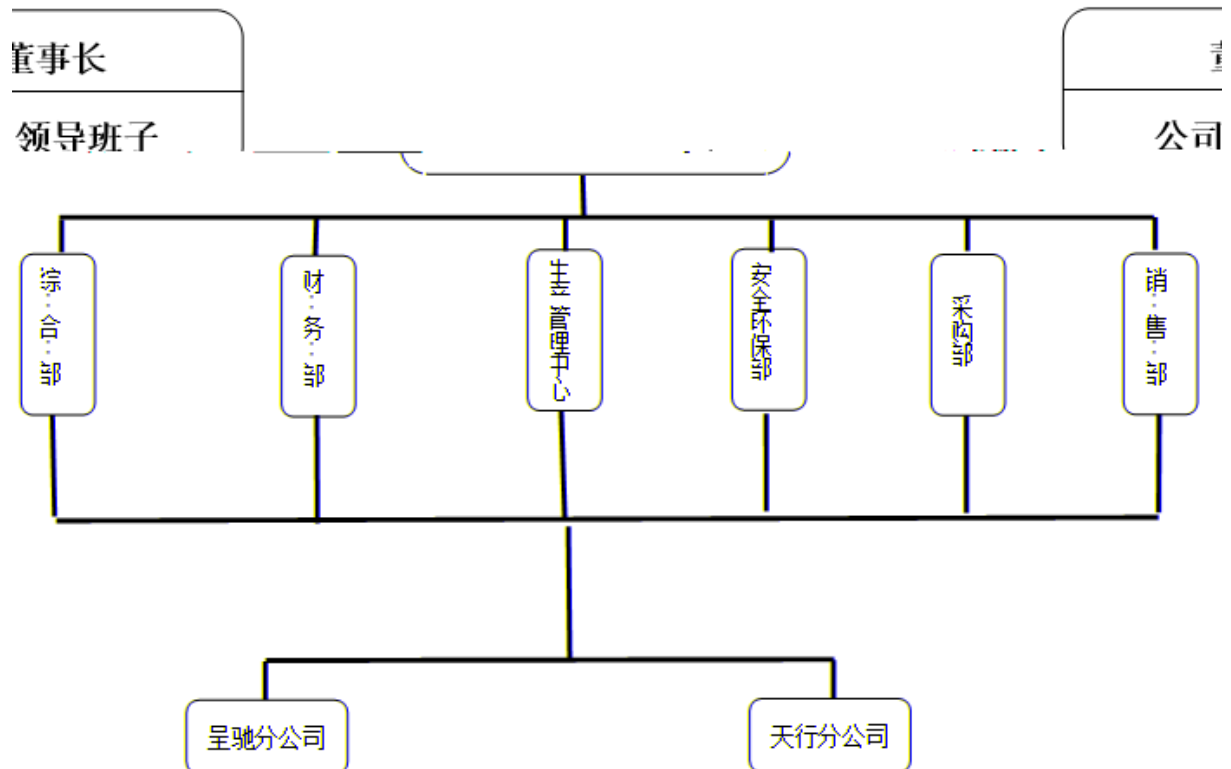 董事长
领导班子
公司
综合部
财务部
管理中心
安全环保部
采购部
销售部
呈驰分公司
天行分公司